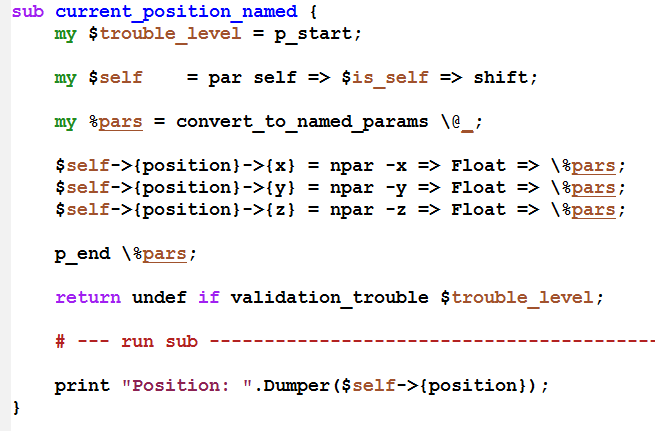 sub current_position_named {
    my $trouble_level = p_start;

    my $self    = par self => $is_self => shift;

    my %pars = convert_to_named_params \@_;

    $self->{position}->{x} = npar -x => Float => \%pars;
    $self->{position}->{y} = npar -y => Float => \%pars;
    $self->{position}->{z} = npar -z => Float => \%pars;

    p_end \%pars;

    return undef if validation_trouble $trouble_level;

    # --- run sub -----------------------------------------

    print "Position: ".Dumper($self->{position});
}